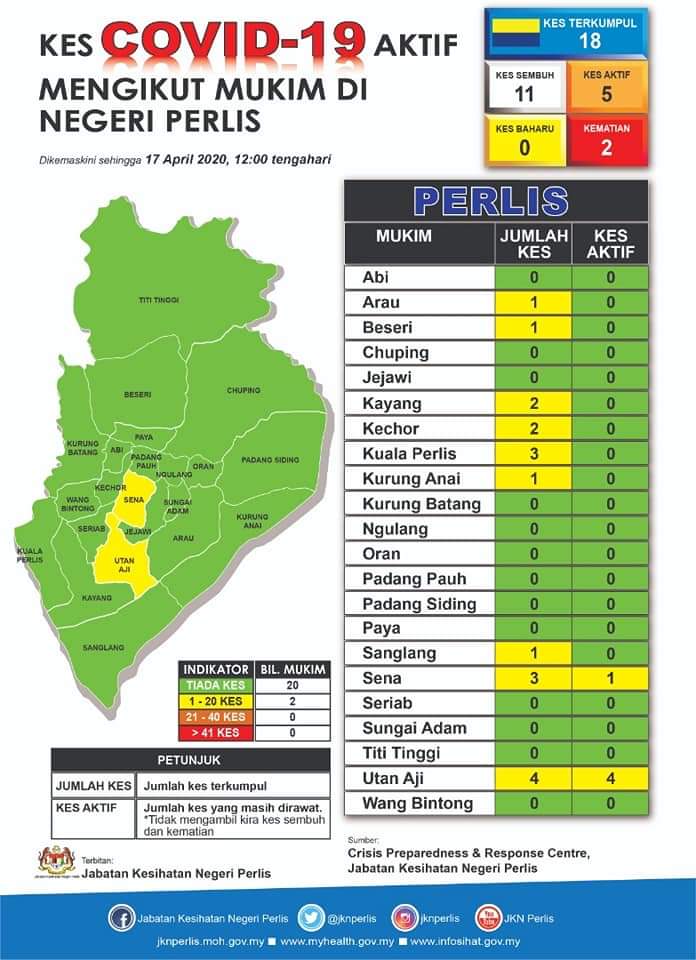 KES COVID-19 AKTIF
MENGIKUT MUKIM DI
NEGERI PERLIS
Dikemaskini sehingga 17 April 2020, 12:00 tengahari
KES TERKUMPUL
18
KES SEMBUH
11
KES AKTIF
5
KES BAHARU
0
KEMATIAN
2
TITI TINGGI
BESERI
CHUPING
KURUNG
BATANG
PAYA
ABI
PADANG
PAUH
NGULANG
ORAN
PADANG SIDING
KECHOR
SENA
WANG
BINTONG
SUNGAI
ADAM
SERIAB
JEJAWI
ARAU
KURUNG
ANAI
KUALA
PERLIS
UTAN
AJI
KAYANG
SANGLANG
PERLIS
MUKIM JUMLAH KES KES AKTIF
Abi 0 0
Arau 1 0
Beseri 1 0
Chuping 0 0
Jejawi 0 0
Kayang 2 0
Kechor 2 0
Kuala Perlis 3 0
Kurung Anai 1 0
Kurung Batang 0 0
Ngulang 0 0
Oran 0 0
Padang Pauh 0 0
Padang Siding 0 0
Paya 0 0
Sanglang 1 0
Sena 3 1
Seriab 0 0
Sungai Adam 0 0
Titi Tinggi 0 0
Utan Aji 4 4
Wang Bintong 0 0
INDIKATOR BIL. MUKIM
TIADA KES 20
1 - 20 KES 2
21 - 40 KES 0
> 41 KES 0
PETUNJUK
JUMLAH KES Jumlah kes terkumpul
KES AKTIF Jumlah kes yang masih dirawat.
*Tidak mengambil kira kes sembuh
dan kematian
Terbitan:
Jabatan Kesihatan Negeri Perlis
Sumber:
Crisis Preparedness & Response Centre,
Jabatan Kesihatan Negeri Perlis
Jabatan Kesihatan Negeri Perlis @jknperlis jknperlis JKN Perlis
jknperlis.moh.gov.my ■ www.myhealth.gov.my ■ www.infosihat.gov.my